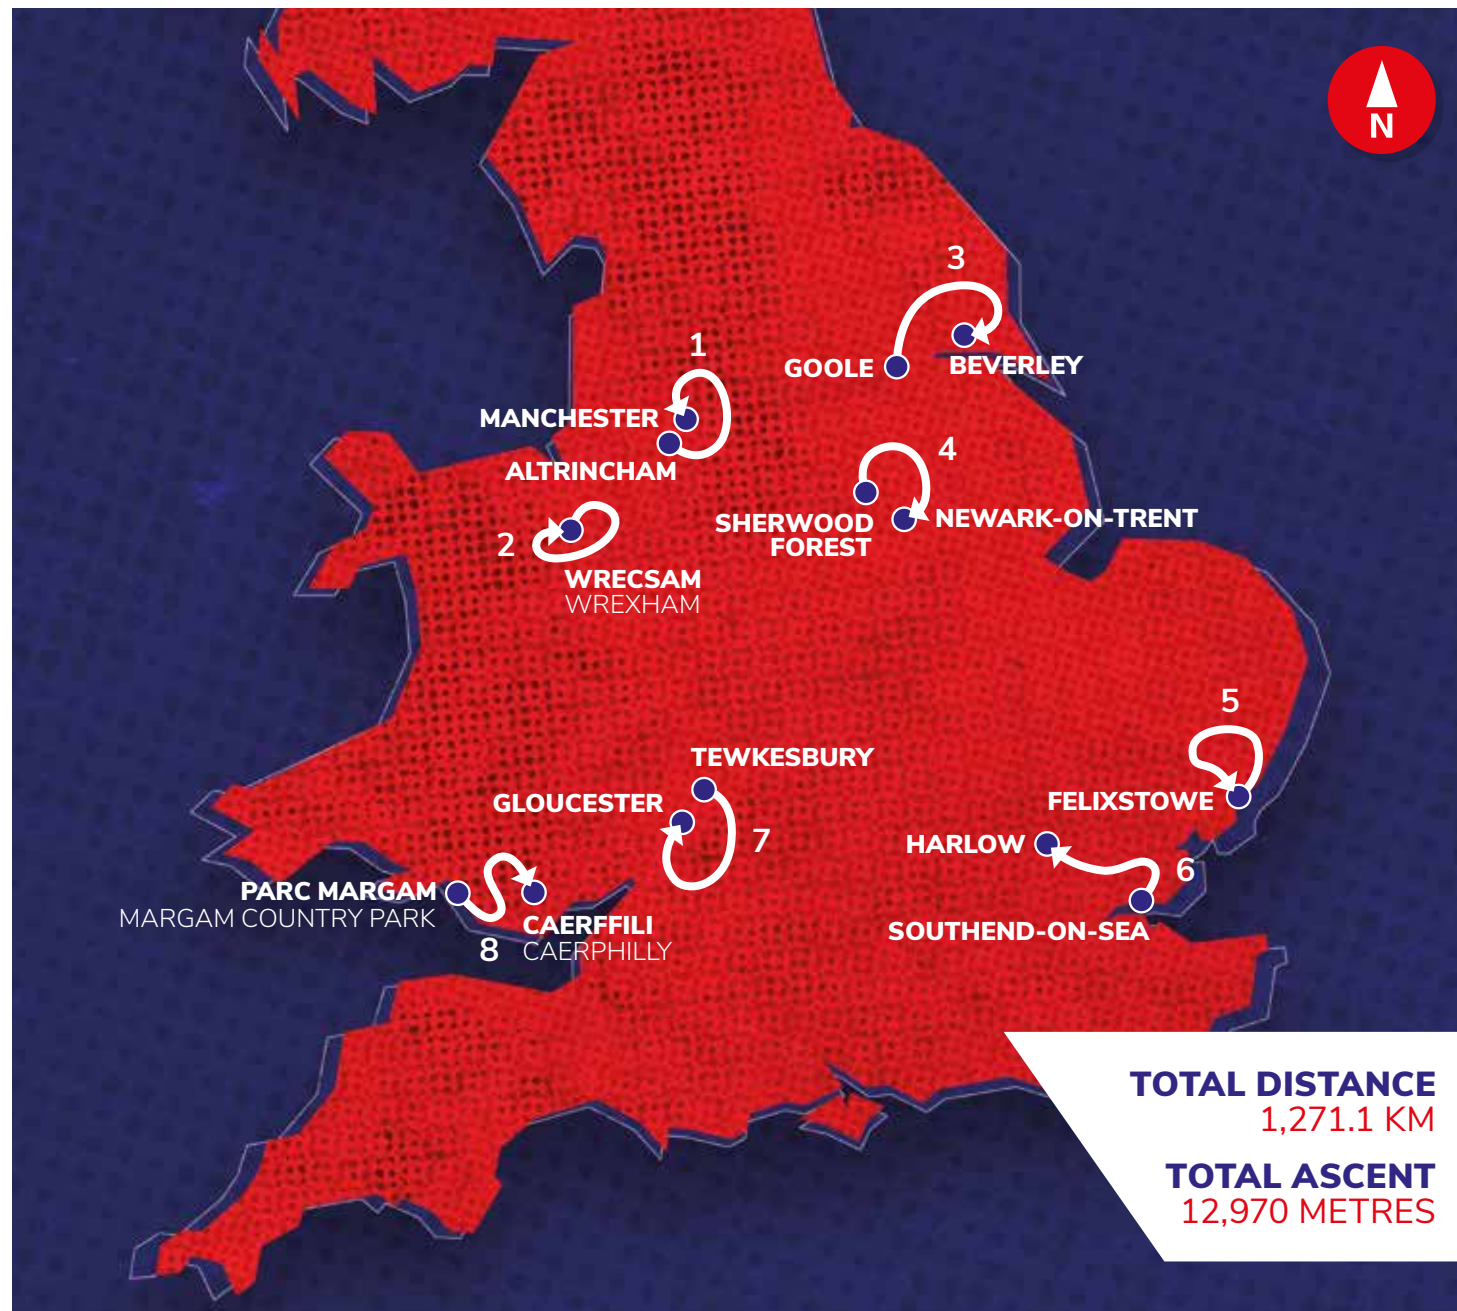 N
3
GOOLE
BEVERLEY
1
MANCHESTER
ALTRINCHAM
4
SHERWOOD
FOREST
NEWARK-ON-TRENT
2
WRECSAM
WREXHAM
5
FELIXSTOWE
TEWKESBURY
GLOUCESTER
7
HARLOW
6
SOUTHEND-ON-SEA
PARC MARGAM
MARGAM COUNTRY PARK
8
CAERFFILI
CAERPHILLY
TOTAL DISTANCE
1,271.1 KM
TOTAL ASCENT
12,970 METRES